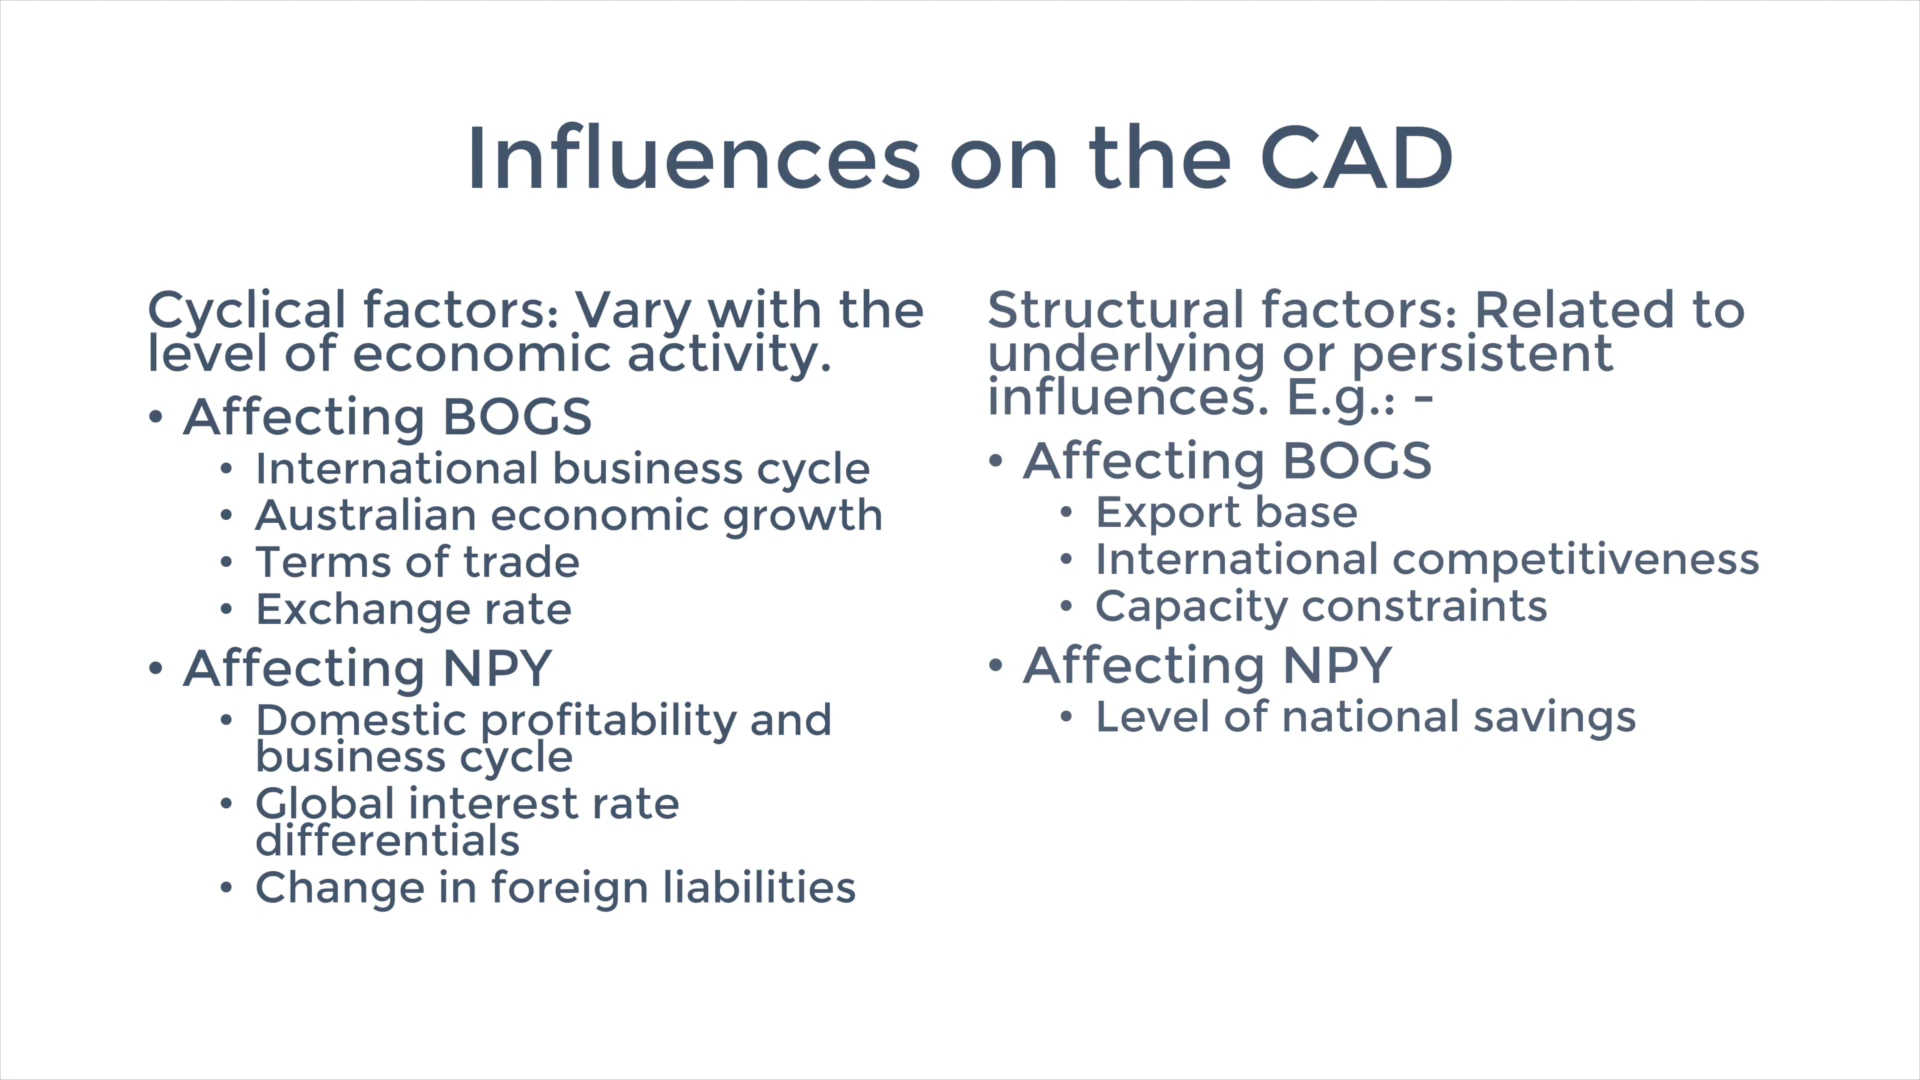 Influences on the CAD
Cyclical factors: Vary with the
level of economic activity.
• Affecting BOGS
• International business cycle
• Australian economic growth
• Terms of trade
• Exchange rate
• Affecting NPY
• Domestic profitability and
business cycle
• Global interest rate
differentials
• Change in foreign liabilities
Structural factors: Related to
underlying or persistent
influences. E.g.: -
• Affecting BOGS
• Export base
• International competitiveness
• Capacity constraints
• Affecting NPY
• Level of national savings